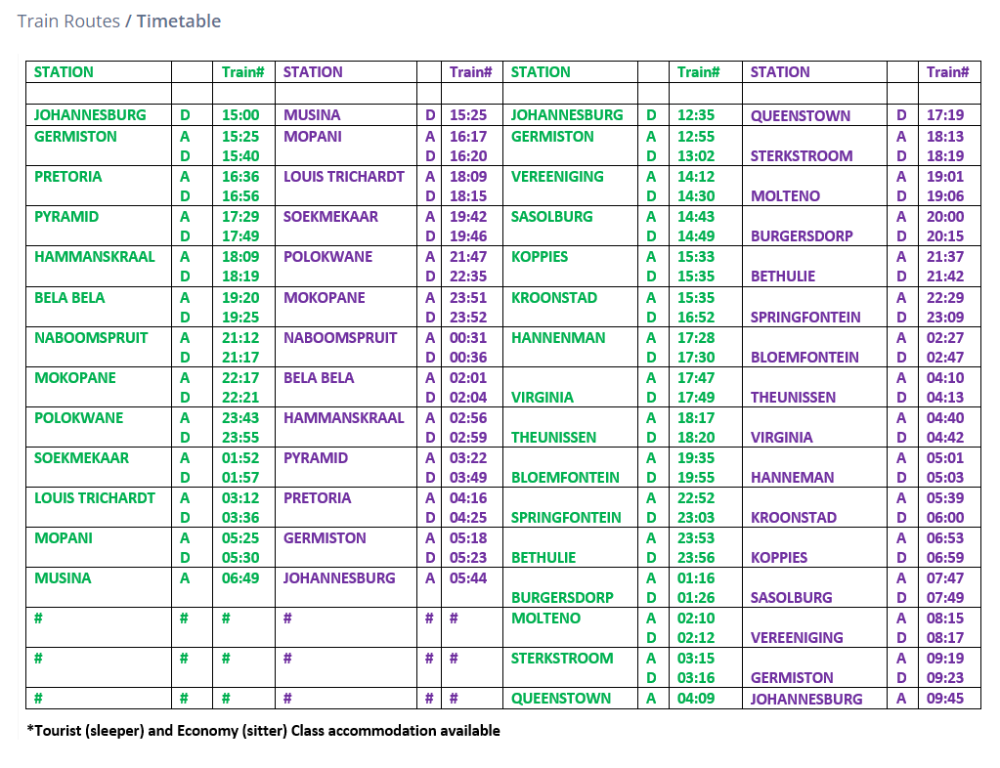 Train Routes / Timetable
STATION Train# STATION Train# STATION Train# STATION Train#
JOHANNESBURG D 15:00 MUSINA D 15:25 JOHANNESBURG D 12:35 QUEENSTOWN D 17:19
GERMISTON A 15:25 MOPANI A 16:17 GERMISTON A 12:55 A 18:13
D 15:40 D 16:20 D 13:02 STERKSTROOM D 18:19
PRETORIA A 16:36 LOUIS TRICHARDT A 18:09 VEREENIGING A 14:12 A 19:01
D 16:56 D 18:15 D 14:30 MOLTENO D 19:06
PYRAMID A 17:29 SOEKMEKAAR A 19:42 SASOLBURG A 14:43 A 20:00
D 17:49 D 19:46 D 14:49 BURGERSDORP D 20:15
HAMMANSKRAAL A 18:09 POLOKWANE A 21:47 KOPPIES A 15:33 A 21:37
D 18:19 D 22:35 D 15:35 BETHULIE D 21:42
BELA BELA A 19:20 MOKOPANE A 23:51 KROONSTAD A 15:35 A 22:29
D 19:25 D 23:52 D 16:52 SPRINGFONTEIN D 23:09
NABOOMSPRUIT A 21:12 NABOOMSPRUIT A 00:31 HANNENMAN A 17:28 A 02:27
D 21:17 D 00:36 D 17:30 BLOEMFONTEIN D 02:47
MOKOPANE A 22:17 BELA BELA A 02:01 A 17:47 A 04:10
D 22:21 D 02:04 VIRGINIA D 17:49 THEUNISSEN D 04:13
POLOKWANE A 23:43 HAMMANSKRAAL A 02:56 A 18:17 A 04:40
D 23:55 D 02:59 THEUNISSEN D 18:20 VIRGINIA D 04:42
SOEKMEKAAR A 01:52 PYRAMID A 03:22 A 19:35 A 05:01
D 01:57 D 03:49 BLOEMFONTEIN D 19:55 HANNEMAN D 05:03
LOUIS TRICHARDT A 03:12 PRETORIA A 04:16 A 22:52 A 05:39
D 03:36 D 04:25 SPRINGFONTEIN D 23:03 KROONSTAD D 06:00
MOPANI A 05:25 GERMISTON A 05:18 A 23:53 A 06:53
D 05:30 D 05:23 BETHULIE D 23:56 KOPPIES D 06:59
MUSINA A 06:49 JOHANNESBURG A 05:44 A 01:16 A 07:47
BURGERSDORP D 01:26 SASOLBURG D 07:49
# # # # # # MOLTENO A 02:10 A 08:15
D 02:12 VEREENIGING D 08:17
# # # # # # STERKSTROOM A 03:15 A 09:19
D 03:16 GERMISTON D 09:23
# # # # # # QUEENSTOWN A 04:09 JOHANNESBURG A 09:45
*Tourist (sleeper) and Economy (sitter) Class accommodation available